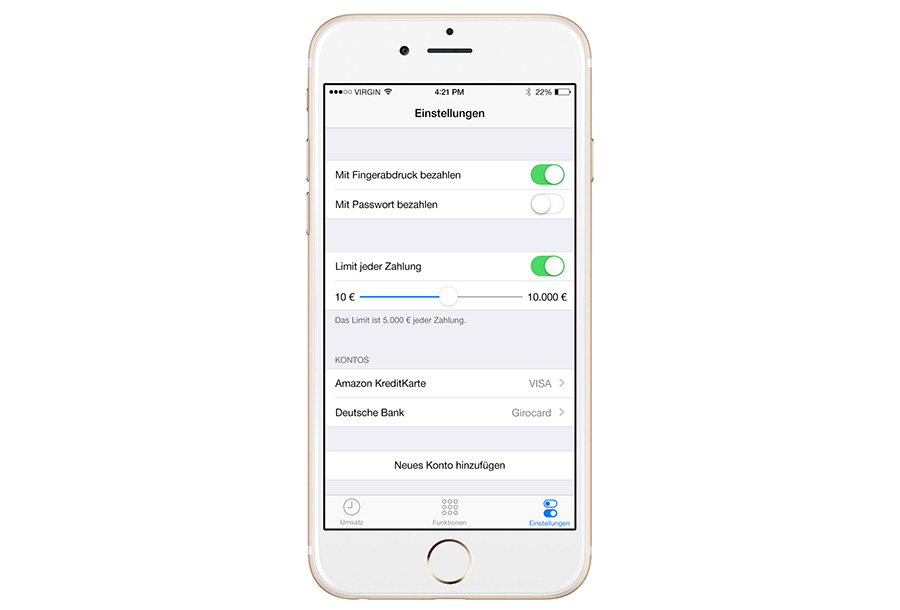 VIRGIN 4:21 PM 22%
Einstellungen
Mit Fingerabdruck bezahlen
Mit Passwort bezahlen
Limit jeder Zahlung
10 € 10.000 €
Das Limit ist 5.000 € jeder Zahlung.
KONTOS
Amazon KreditKarte VISA
Deutsche Bank Girocard
Neues Konto hinzufügen
Umsatz Funktionen Einstellungen